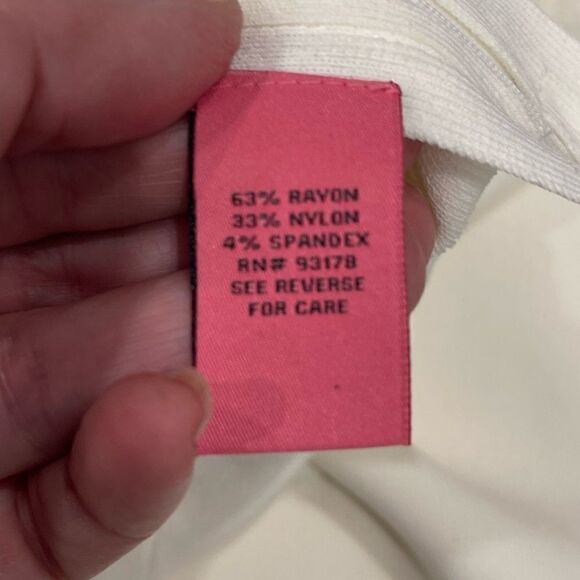 63% RAYON
33% NYLON
4% SPANDEX
RN# 93178
SEE REVERSE
FOR CARE